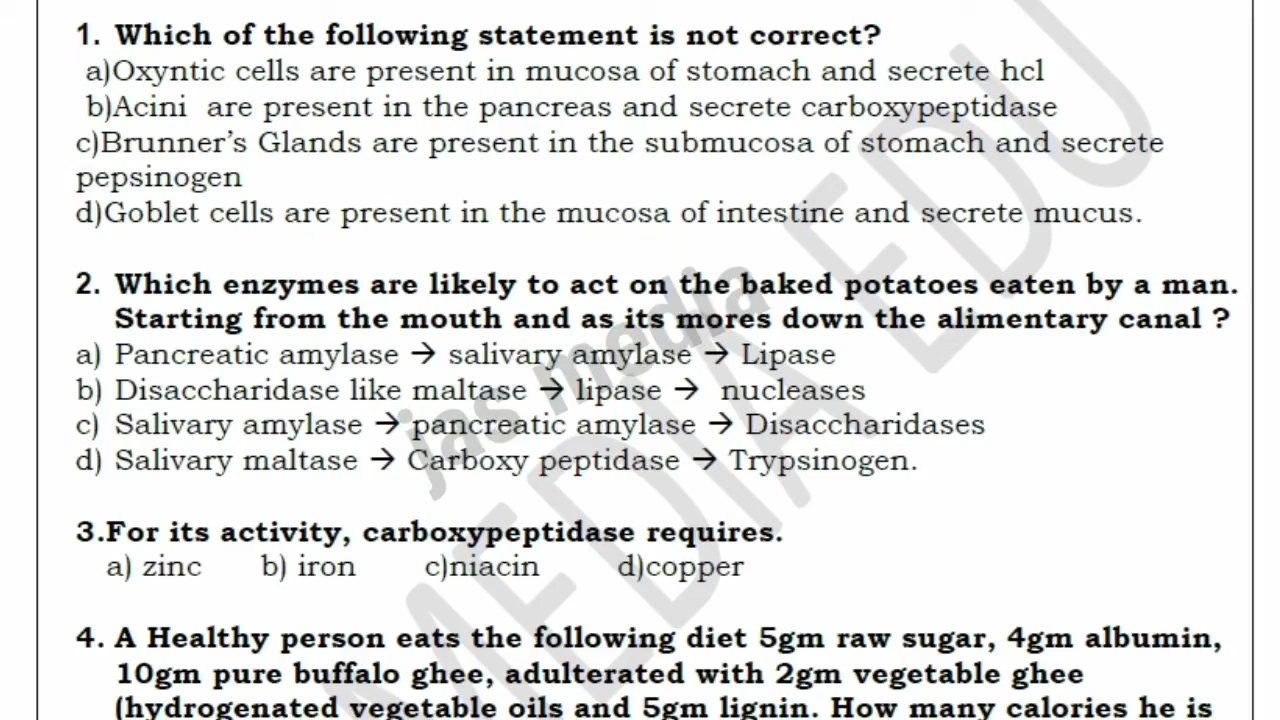 1. Which of the following statement is not correct?
a)Oxyntic cells are present in mucosa of stomach and secrete hcl
b)Acini are present in the pancreas and secrete carboxypeptidase
c)Brunner's Glands are present in the submucosa of stomach and secrete
pepsinogen
d)Goblet cells are present in the mucosa of intestine and secrete mucus.
2. Which enzymes are likely to act on the baked potatoes eaten by a man.
Starting from the mouth and as its mores down the alimentary canal ?
a) Pancreatic amylase → salivary amylase → Lipase
b) Disaccharidase like maltase → lipase → nucleases
c) Salivary amylase → pancreatic amylase → Disaccharidases
d) Salivary maltase → Carboxy peptidase → Trypsinogen.
3.For its activity, carboxypeptidase requires.
a) zinc b) iron c)niacin d)copper
4. A Healthy person eats the following diet 5gm raw sugar, 4gm albumin,
10gm pure buffalo ghee, adulterated with 2gm vegetable ghee
(hydrogenated vegetable oils and 5gm lignin. How many calories he is
jas media
MEDIA EDU